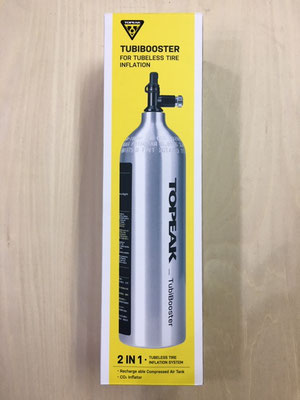 TOPEAK
TUBIBOOSTER
FOR TUBELESS TIRE
INFLATION
TOPEAK
TubiBooster
2 IN 1 · TUBELESS TIRE
INFLATION SYSTEM
· Recharge able Compressed Air Tank
· CO₂ Inflator